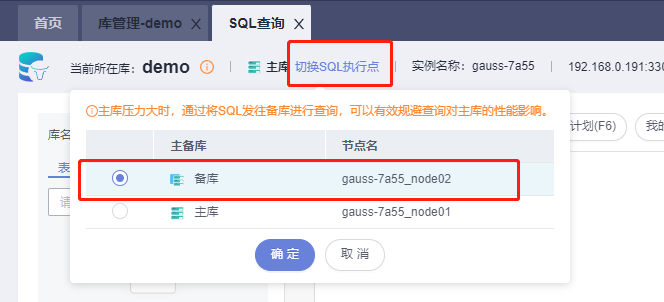 首页 库管理-demo × SQL查询 ×
当前所在库： demo 主库 切换SQL执行点 实例名称： gauss-7a55 192.168.0.191:330
主库压力大时，通过将SQL发往备库进行查询，可以有效规避查询对主库的性能影响。
库名 计划(F6) 我的
主备库 节点名
表
备库 gauss-7a55_node02
请
主库 gauss-7a55_node01
确 定 取 消